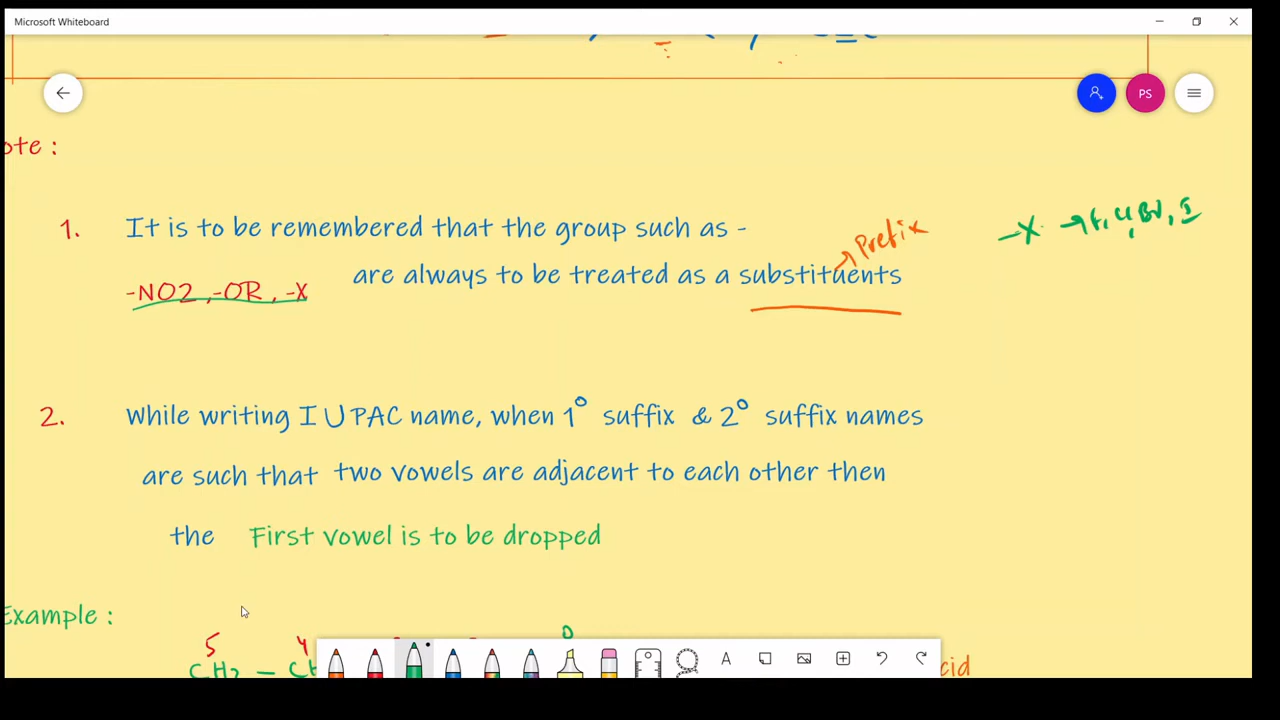 Microsoft Whiteboard
PS
ote :
1. It is to be remembered that the group such as -
-NO2 ,-OR , -X are always to be treated as a substituents
Prefix
-X → F, Cl, Br, I
2. While writing IUPAC name, when 1° suffix & 2° suffix names
are such that two vowels are adjacent to each other then
the First vowel is to be dropped
Example :
5 4
CH3 - CH
cid